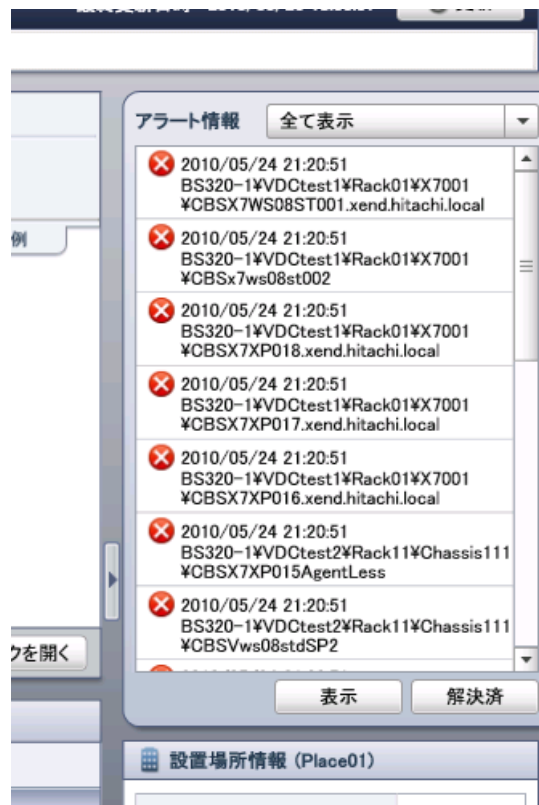 アラート情報
全て表示
2010/05/24 21:20:51
BS320-1¥VDCtest1¥Rack01¥X7001
¥CBSX7WS08ST001.xend.hitachi.local
2010/05/24 21:20:51
BS320-1¥VDCtest1¥Rack01¥X7001
¥CBSx7ws08st002
2010/05/24 21:20:51
BS320-1¥VDCtest1¥Rack01¥X7001
¥CBSX7XP018.xend.hitachi.local
2010/05/24 21:20:51
BS320-1¥VDCtest1¥Rack01¥X7001
¥CBSX7XP017.xend.hitachi.local
2010/05/24 21:20:51
BS320-1¥VDCtest1¥Rack01¥X7001
¥CBSX7XP016.xend.hitachi.local
2010/05/24 21:20:51
BS320-1¥VDCtest2¥Rack11¥Chassis111
¥CBSX7XP015AgentLess
2010/05/24 21:20:51
BS320-1¥VDCtest2¥Rack11¥Chassis111
¥CBSVws08stdSP2
例
を開く
表示
解決済
設置場所情報 (Place01)